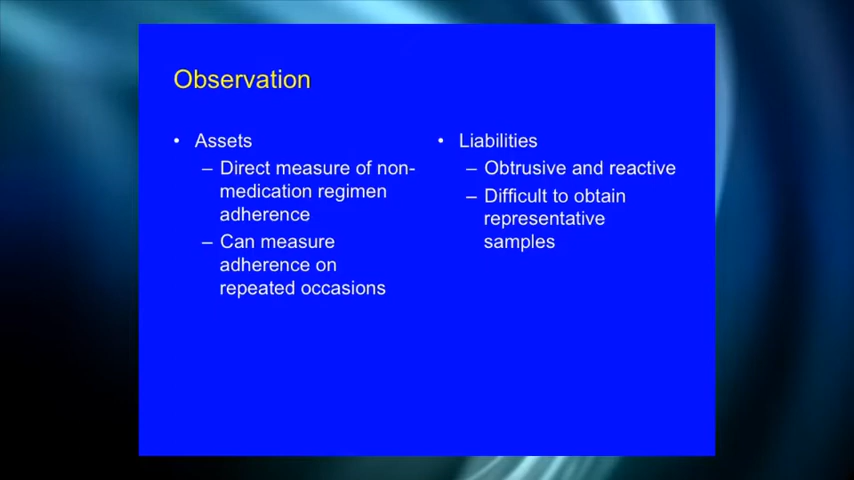 Observation
• Assets
– Direct measure of non-
medication regimen
adherence
– Can measure
adherence on
repeated occasions
• Liabilities
– Obtrusive and reactive
– Difficult to obtain
representative
samples